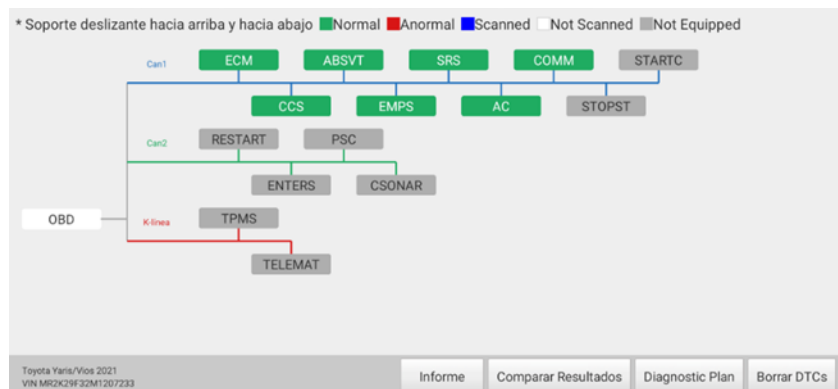 * Soporte deslizante hacia arriba y hacia abajo Normal Anormal Scanned Not Scanned Not Equipped
Can1 ECM ABSVT SRS COMM STARTC
CCS EMPS AC STOPST
Can2 RESTART PSC
ENTERS CSONAR
OBD K-línea TPMS
TELEMAT
Toyota Yaris/Vios 2021
VIN MR2K29F32M1207233
Informe Comparar Resultados Diagnostic Plan Borrar DTCs